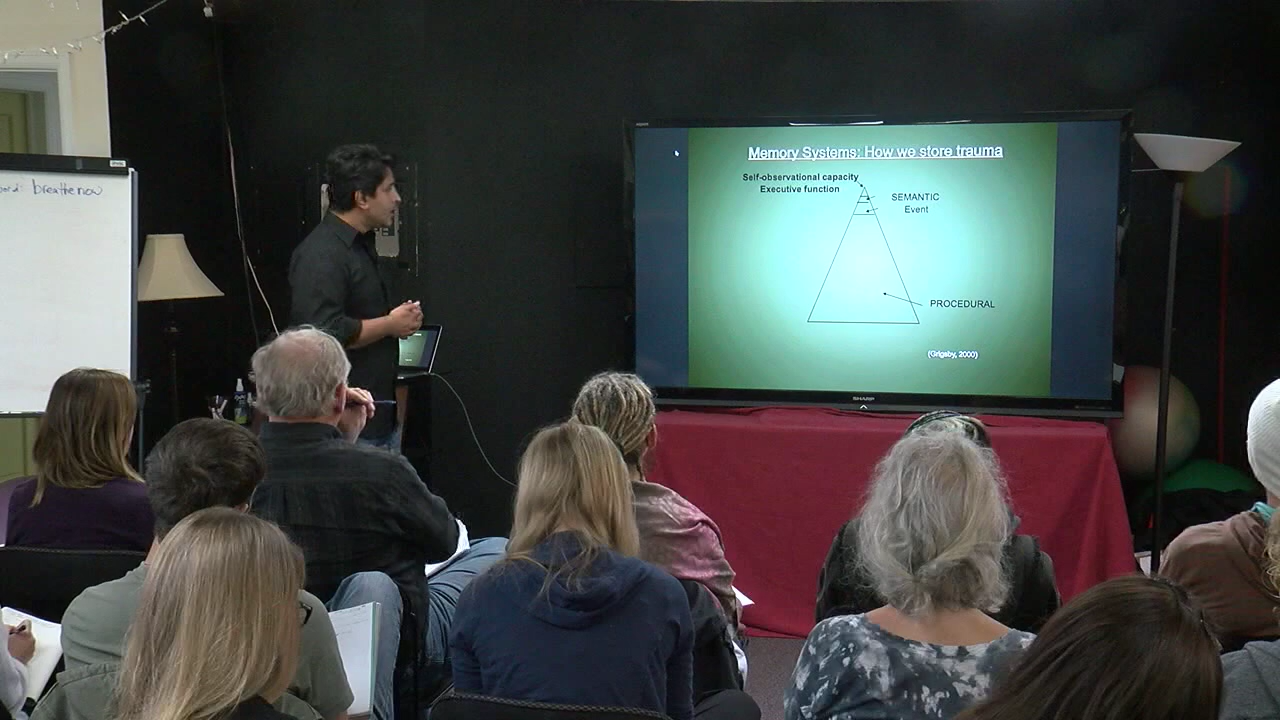 breathe now
Memory Systems: How we store trauma
Self-observational capacity
Executive function
SEMANTIC
Event
PROCEDURAL
(Grigsby, 2000)
SHARP